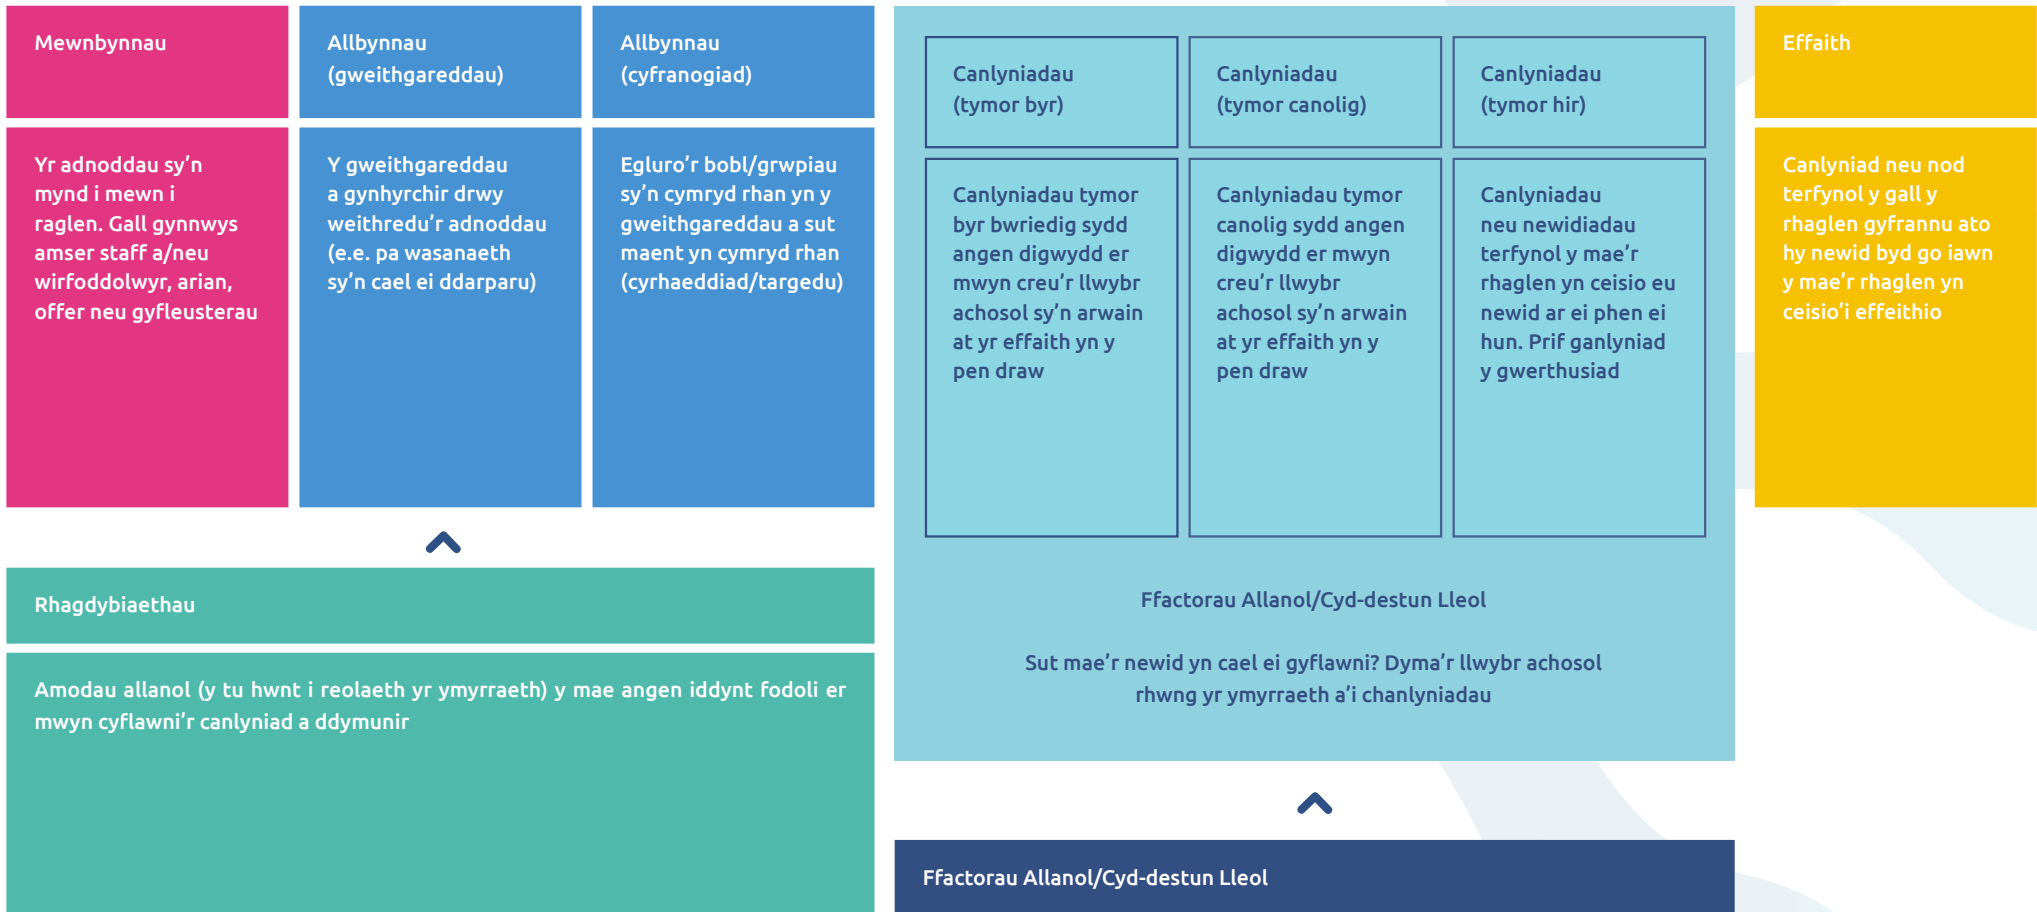 Mewnbynnau
Yr adnoddau sy’n
mynd i mewn i
raglen. Gall gynnwys
amser staff a/neu
wirfoddolwyr, arian,
offer neu gyfleusterau
Allbynnau
(gweithgareddau)
Y gweithgareddau
a gynhyrchir drwy
weithredu’r adnoddau
(e.e. pa wasanaeth
sy’n cael ei ddarparu)
Allbynnau
(cyfranogiad)
Egluro’r bobl/grwpiau
sy’n cymryd rhan yn y
gweithgareddau a sut
maent yn cymryd rhan
(cyrhaeddiad/targedu)
Canlyniadau
(tymor byr)
Canlyniadau tymor
byr bwriedig sydd
angen digwydd er
mwyn creu’r llwybr
achosol sy’n arwain
at yr effaith yn y
pen draw
Canlyniadau
(tymor canolig)
Canlyniadau tymor
canolig sydd angen
digwydd er mwyn
creu’r llwybr
achosol sy’n arwain
at yr effaith yn y
pen draw
Canlyniadau
(tymor hir)
Canlyniadau
neu newidiadau
terfynol y mae’r
rhaglen yn ceisio eu
newid ar ei phen ei
hun. Prif ganlyniad
y gwerthusiad
Effaith
Canlyniad neu nod
terfynol y gall y
rhaglen gyfrannu ato
hy newid byd go iawn
y mae’r rhaglen yn
ceisio’i effeithio
Rhagdybiaethau
Amodau allanol (y tu hwnt i reolaeth yr ymyrraeth) y mae angen iddynt fodoli er
mwyn cyflawni’r canlyniad a ddymunir
Ffactorau Allanol/Cyd-destun Lleol
Sut mae’r newid yn cael ei gyflawni? Dyma’r llwybr achosol
rhwng yr ymyrraeth a’i chanlyniadau
Ffactorau Allanol/Cyd-destun Lleol